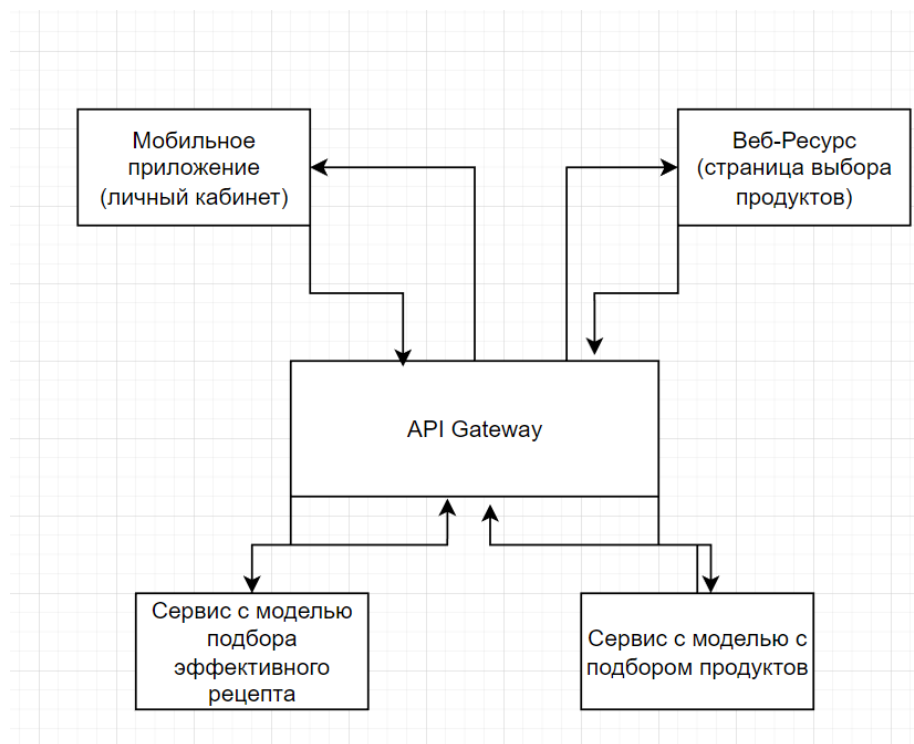 Мобильное
приложение
(личный кабинет)
Веб-Ресурс
(страница выбора
продуктов)
API Gateway
Сервис с моделью
подбора
эффективного
рецепта
Сервис с моделью с
подбором продуктов